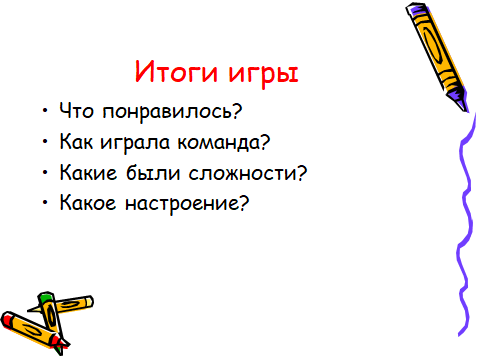 Итоги игры
• Что понравилось?
• Как играла команда?
• Какие были сложности?
• Какое настроение?